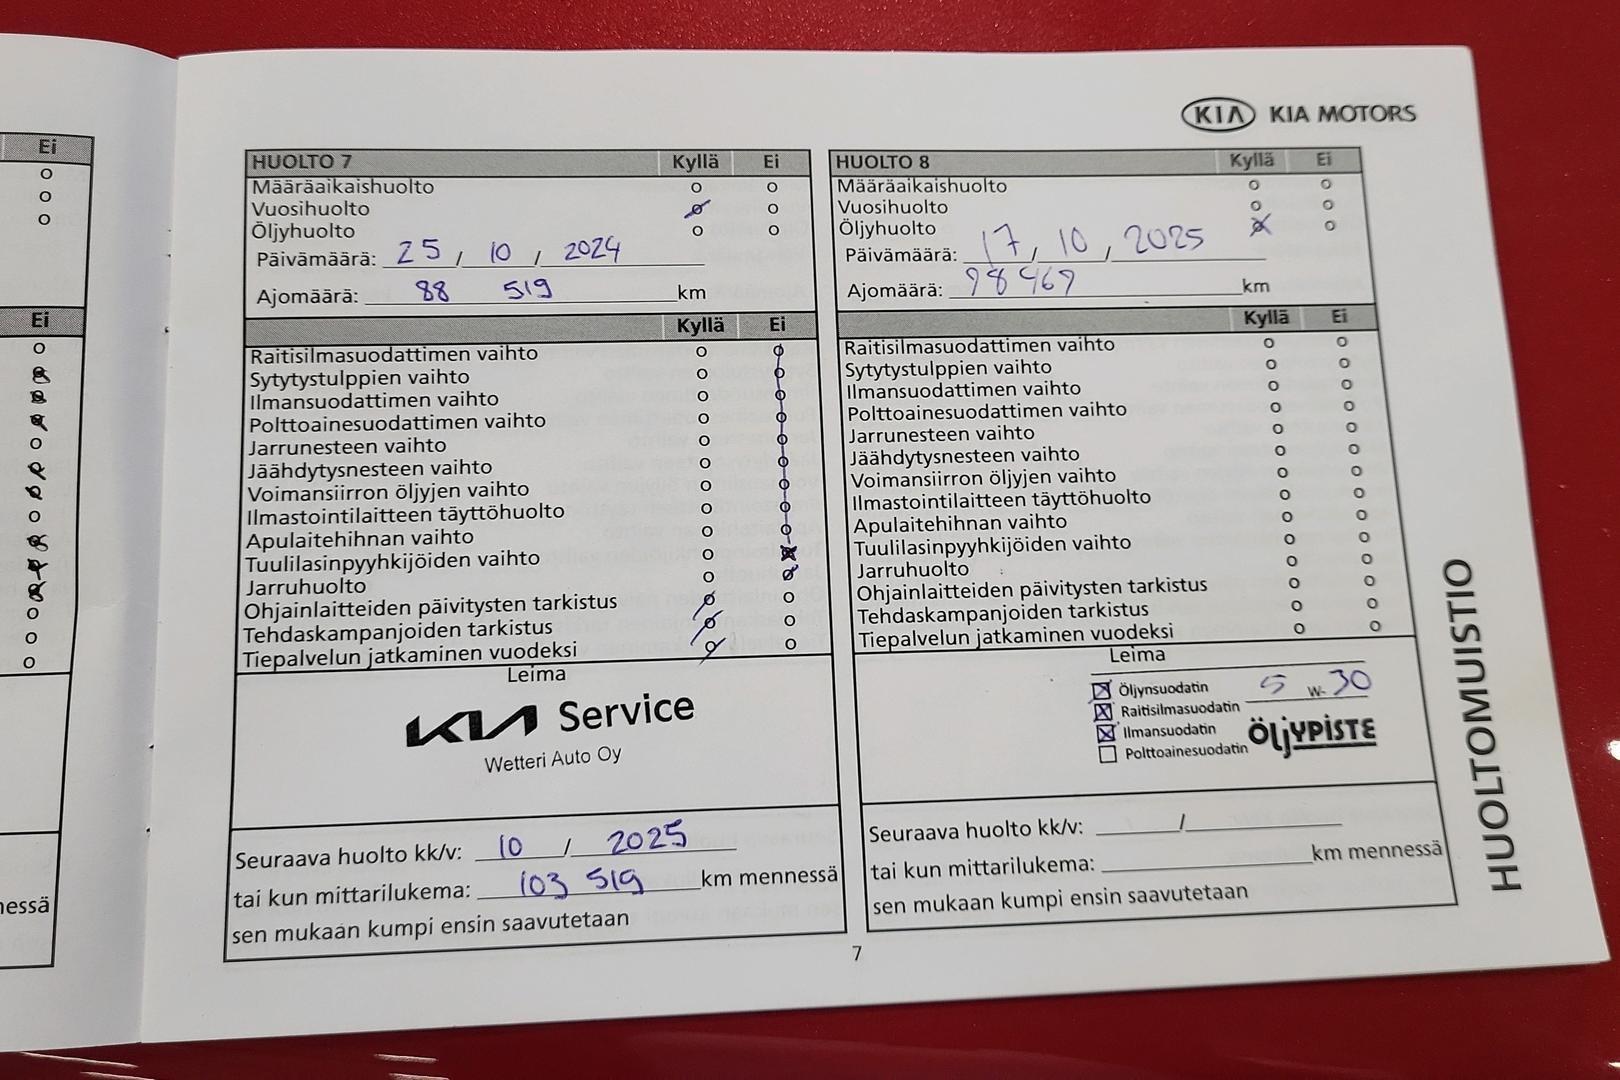 Ei
Ei
nessä
KIA KIA MOTORS
HUOLTO 7 Kyllä Ei
Määräaikaishuolto o o
Vuosihuolto o o
Öljyhuolto o o
Päivämäärä: 25 / 10 / 2024
Ajomäärä: 88 519 km
Kyllä Ei
Raitisilmasuodattimen vaihto o o
Sytytystulppien vaihto o o
Ilmansuodattimen vaihto o o
Polttoainesuodattimen vaihto o o
Jarrunesteen vaihto o o
Jäähdytysnesteen vaihto o o
Voimansiirron öljyjen vaihto o o
Ilmastointilaitteen täyttöhuolto o o
Apulaitehihnan vaihto o o
Tuulilasinpyyhkijöiden vaihto o o
Jarruhuolto o o
Ohjainlaitteiden päivitysten tarkistus o o
Tehdaskampanjoiden tarkistus o o
Tiepalvelun jatkaminen vuodeksi o o
Leima
KIA Service
Wetteri Auto Oy
Seuraava huolto kk/v: 10 / 2025
tai kun mittarilukema: 103 519 km mennessä
sen mukaan kumpi ensin saavutetaan
HUOLTO 8 Kyllä Ei
Määräaikaishuolto o o
Vuosihuolto o o
Öljyhuolto o o
Päivämäärä: 17 / 10 / 2025
Ajomäärä: 98467 km
Kyllä Ei
Raitisilmasuodattimen vaihto o o
Sytytystulppien vaihto o o
Ilmansuodattimen vaihto o o
Polttoainesuodattimen vaihto o o
Jarrunesteen vaihto o o
Jäähdytysnesteen vaihto o o
Voimansiirron öljyjen vaihto o o
Ilmastointilaitteen täyttöhuolto o o
Apulaitehihnan vaihto o o
Tuulilasinpyyhkijöiden vaihto o o
Jarruhuolto o o
Ohjainlaitteiden päivitysten tarkistus o o
Tehdaskampanjoiden tarkistus o o
Tiepalvelun jatkaminen vuodeksi o o
Leima
Öljynsuodatin 5 W- 30
Raitisilmasuodatin
Ilmansuodatin ÖljYPISTE
Polttoainesuodatin
Seuraava huolto kk/v: /
tai kun mittarilukema: km mennessä
sen mukaan kumpi ensin saavutetaan
7
HUOLTOMUISTIO